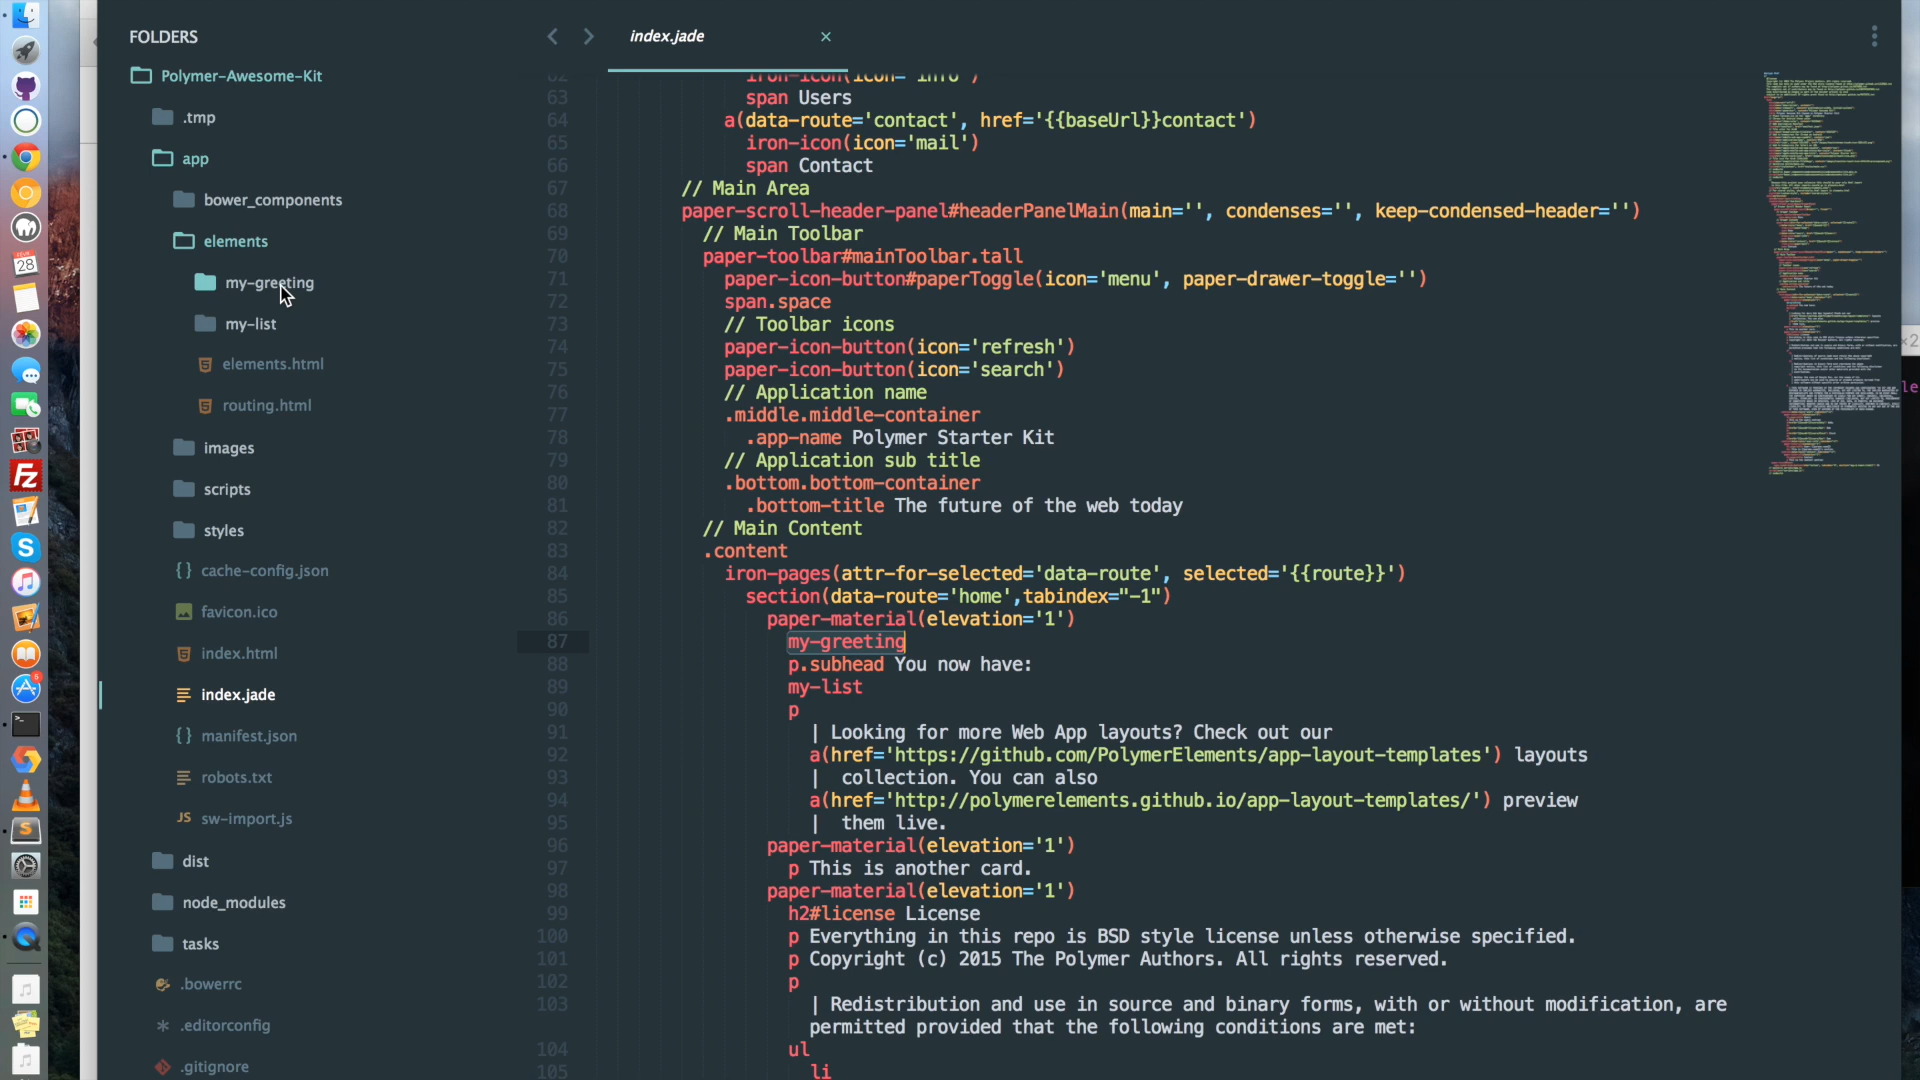 FOLDERS
Polymer-Awesome-Kit
.tmp
app
bower_components
elements
my-greeting
my-list
elements.html
routing.html
images
scripts
styles
{} cache-config.json
favicon.ico
index.html
index.jade
{} manifest.json
robots.txt
JS sw-import.js
dist
node_modules
tasks
.bowerrc
.editorconfig
.gitignore
index.jade
62 iron-icon(icon='info')
63 span Users
64 a(data-route='contact', href='{{baseUrl}}contact')
65 iron-icon(icon='mail')
66 span Contact
67 // Main Area
68 paper-scroll-header-panel#headerPanelMain(main='', condenses='', keep-condensed-header='')
69 // Main Toolbar
70 paper-toolbar#mainToolbar.tall
71 paper-icon-button#paperToggle(icon='menu', paper-drawer-toggle='')
72 span.space
73 // Toolbar icons
74 paper-icon-button(icon='refresh')
75 paper-icon-button(icon='search')
76 // Application name
77 .middle.middle-container
78 .app-name Polymer Starter Kit
79 // Application sub title
80 .bottom.bottom-container
81 .bottom-title The future of the web today
82 // Main Content
83 .content
84 iron-pages(attr-for-selected='data-route', selected='{{route}}')
85 section(data-route='home',tabindex="-1")
86 paper-material(elevation='1')
87 my-greeting
88 p.subhead You now have:
89 my-list
90 p
91 | Looking for more Web App layouts? Check out our
92 a(href='https://github.com/PolymerElements/app-layout-templates') layouts
93 | collection. You can also
94 a(href='http://polymerelements.github.io/app-layout-templates/') preview
95 | them live.
96 paper-material(elevation='1')
97 p This is another card.
98 paper-material(elevation='1')
99 h2#license License
100 p Everything in this repo is BSD style license unless otherwise specified.
101 p Copyright (c) 2015 The Polymer Authors. All rights reserved.
102 p
103 | Redistribution and use in source and binary forms, with or without modification, are
permitted provided that the following conditions are met:
104 ul
105 li
28